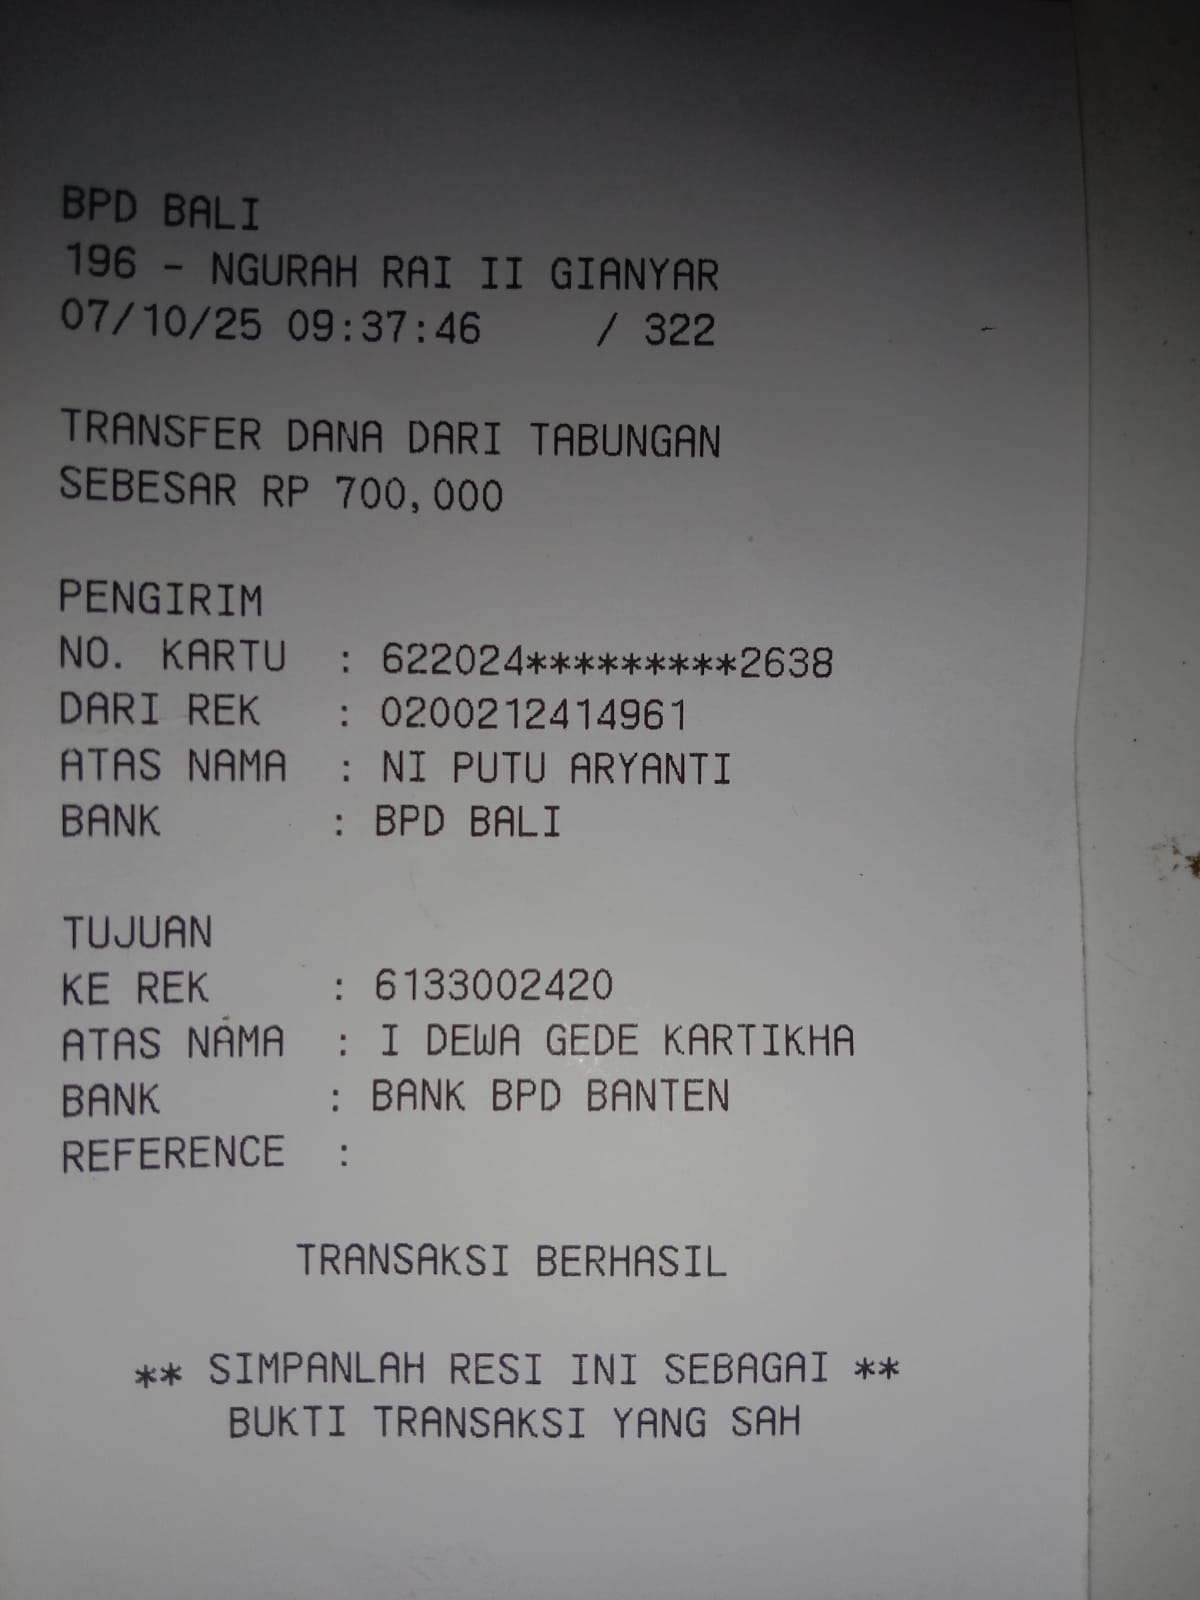 BPD BALI
196 - NGURAH RAI II GIANYAR
07/10/25 09:37:46 / 322
TRANSFER DANA DARI TABUNGAN
SEBESAR RP 700,000
PENGIRIM
NO. KARTU : 622024*********2638
DARI REK : 0200212414961
ATAS NAMA : NI PUTU ARYANTI
BANK : BPD BALI
TUJUAN
KE REK : 6133002420
ATAS NAMA : I DEWA GEDE KARTIKHA
BANK : BANK BPD BANTEN
REFERENCE :
TRANSAKSI BERHASIL
** SIMPANLAH RESI INI SEBAGAI **
BUKTI TRANSAKSI YANG SAH